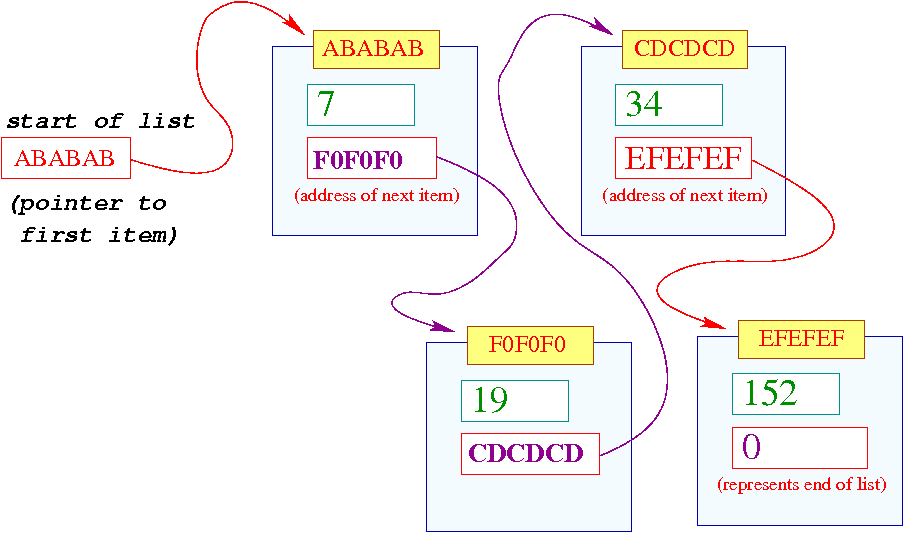 start of list
ABABAB
(pointer to
first item)
ABABAB
7
F0F0F0
(address of next item)
F0F0F0
19
CDCDCD
CDCDCD
34
EFEFEF
(address of next item)
EFEFEF
152
0
(represents end of list)